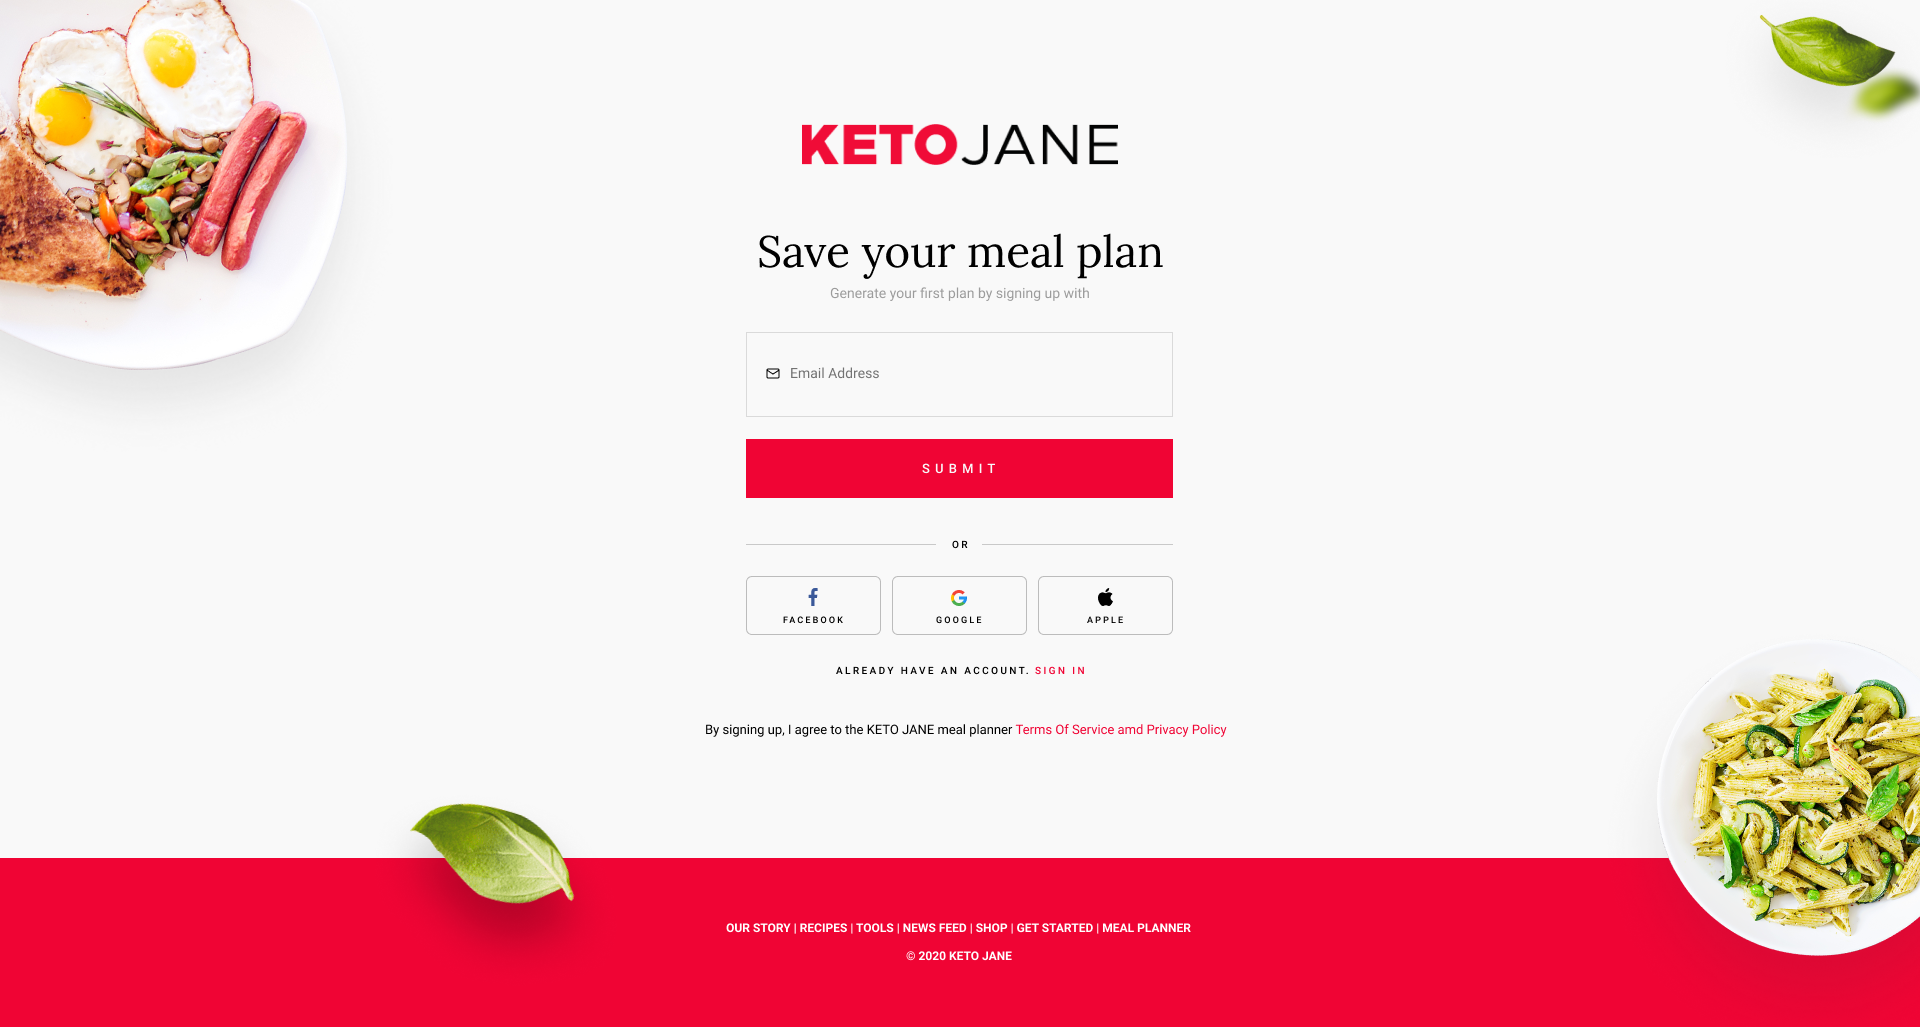 KETOJANE
Save your meal plan
Generate your first plan by signing up with
Email Address
SUBMIT
OR
FACEBOOK
GOOGLE
APPLE
ALREADY HAVE AN ACCOUNT. SIGN IN
By signing up, I agree to the KETO JANE meal planner Terms Of Service amd Privacy Policy
OUR STORY | RECIPES | TOOLS | NEWS FEED | SHOP | GET STARTED | MEAL PLANNER
© 2020 KETO JANE